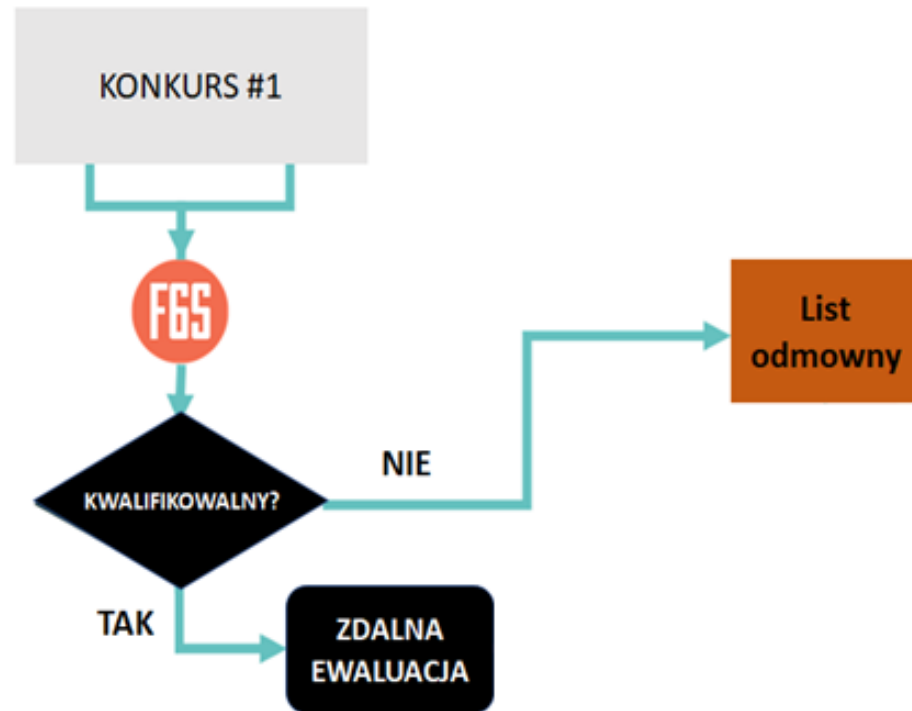 KONKURS #1
F6S
List
odmowny
NIE
KWALIFIKOWALNY?
TAK
ZDALNA
EWALUACJA